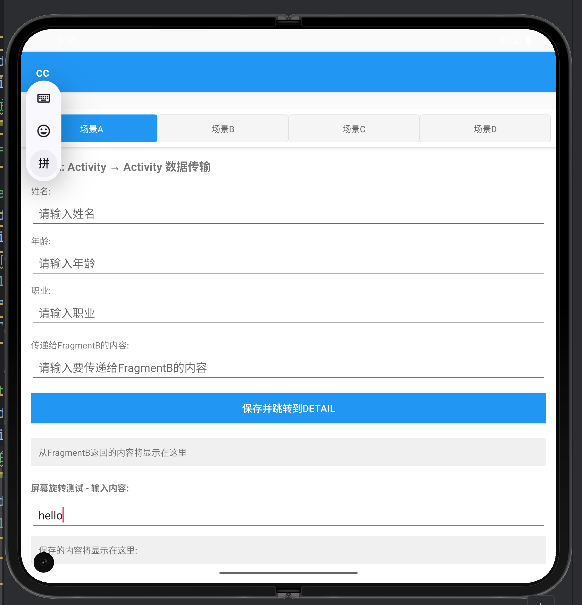 CC
拼
场景A
场景B
场景C
场景D
: Activity → Activity 数据传输
姓名:
请输入姓名
年龄:
请输入年龄
职业:
请输入职业
传递给FragmentB的内容:
请输入要传递给FragmentB的内容
保存并跳转到DETAIL
从FragmentB返回的内容将显示在这里
屏幕旋转测试 - 输入内容:
hello
保存的内容将显示在这里: